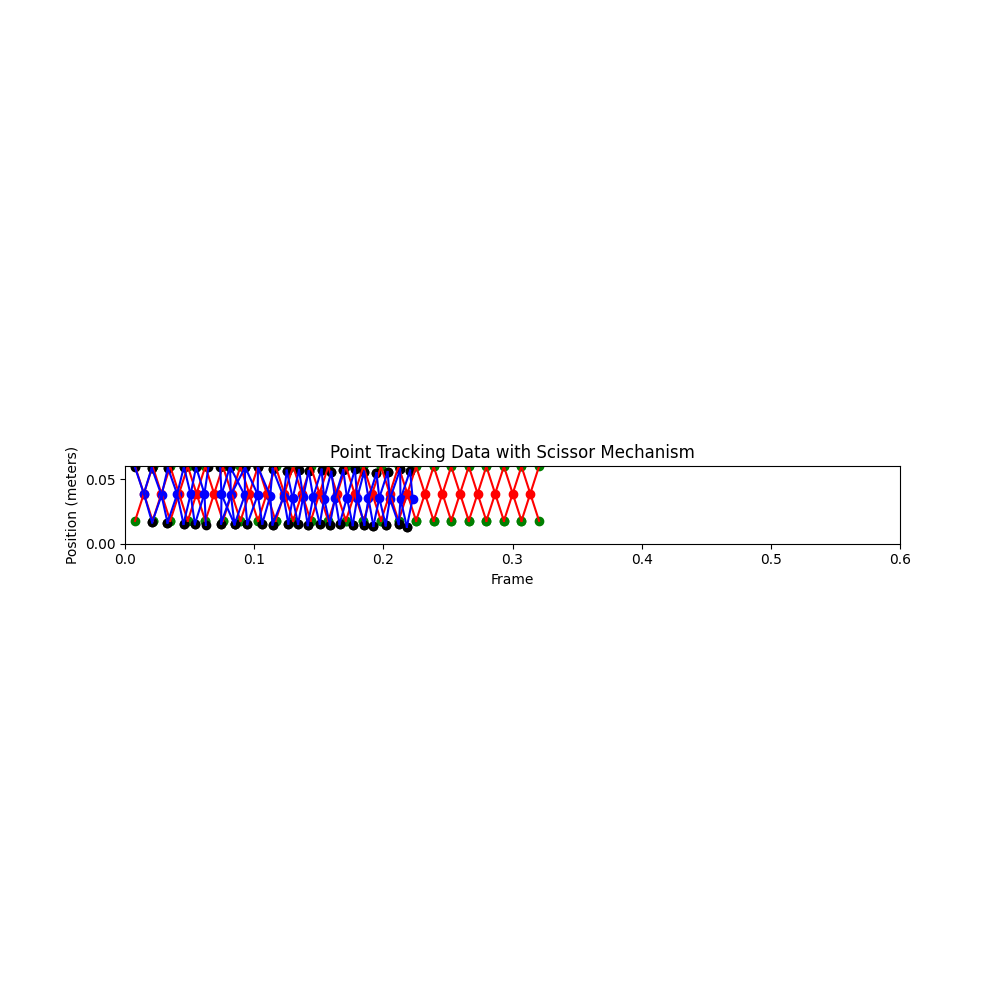 Point Tracking Data with Scissor Mechanism
Position (meters)
0.05
0.00
0.0 0.1 0.2 0.3 0.4 0.5 0.6
Frame